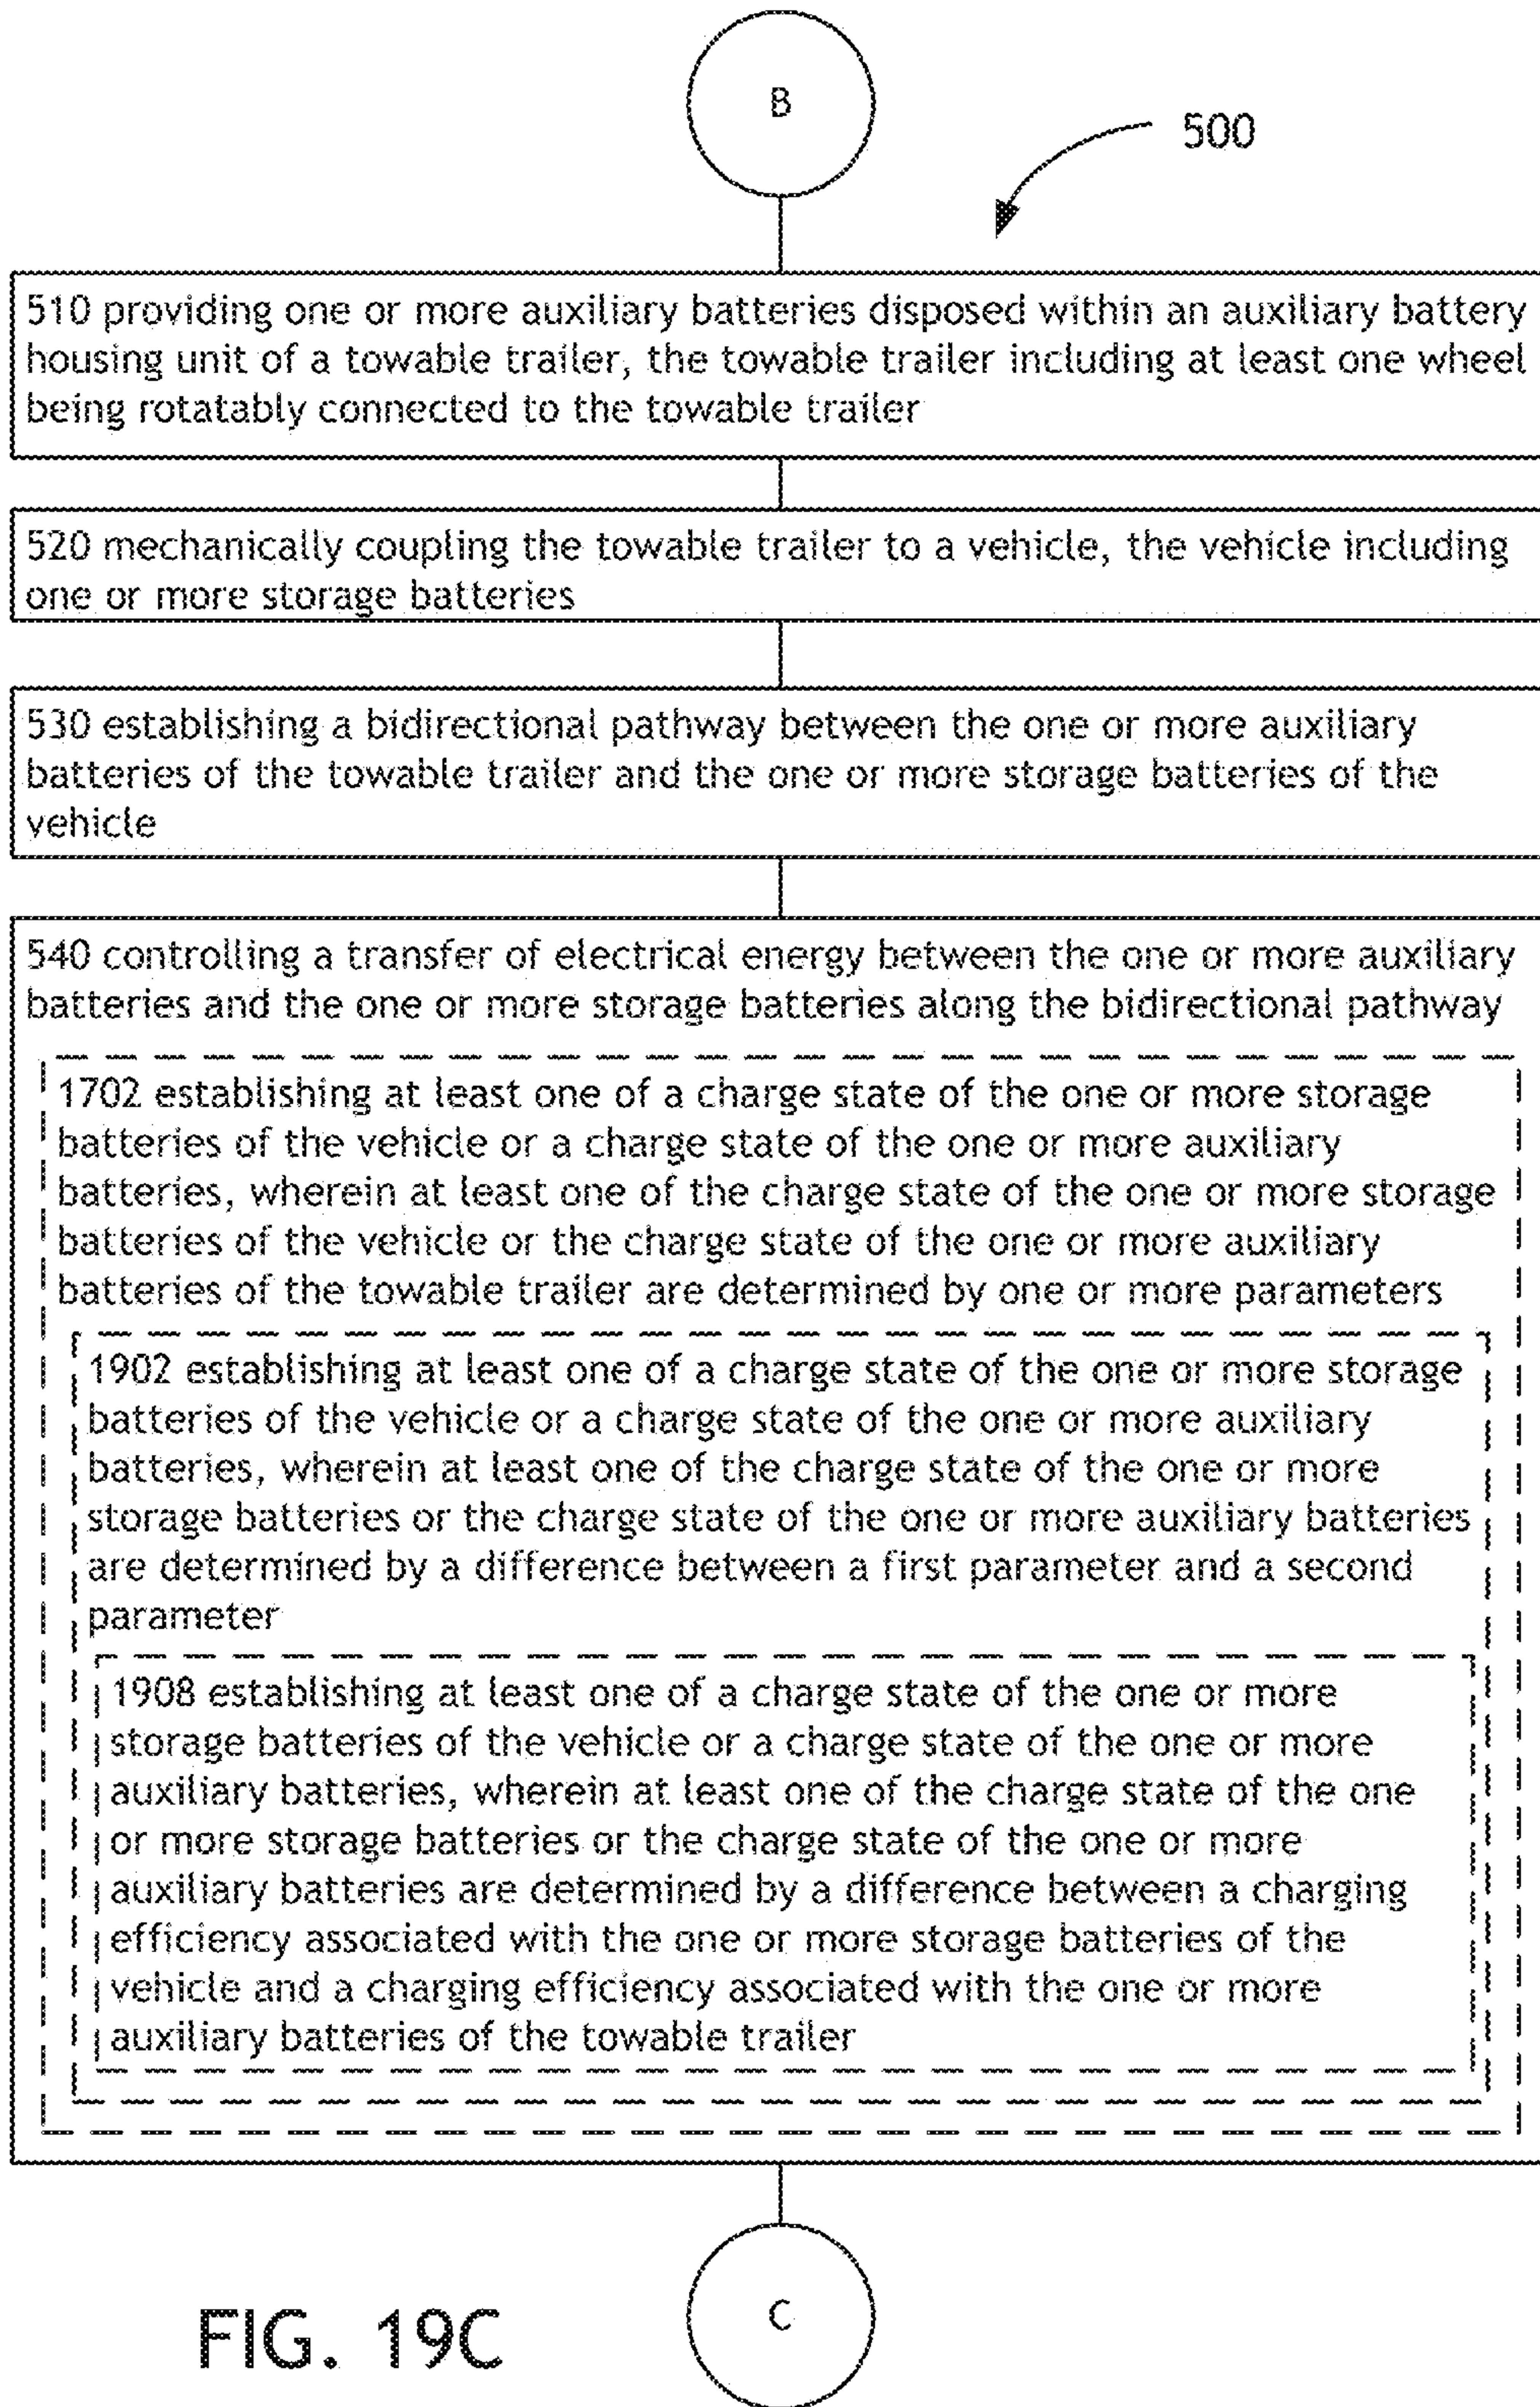 B
500
510 providing one or more auxiliary batteries disposed within an auxiliary battery
housing unit of a towable trailer, the towable trailer including at least one wheel
being rotatably connected to the towable trailer
520 mechanically coupling the towable trailer to a vehicle, the vehicle including
one or more storage batteries
530 establishing a bidirectional pathway between the one or more auxiliary
batteries of the towable trailer and the one or more storage batteries of the
vehicle
540 controlling a transfer of electrical energy between the one or more auxiliary
batteries and the one or more storage batteries along the bidirectional pathway
1702 establishing at least one of a charge state of the one or more storage
batteries of the vehicle or a charge state of the one or more auxiliary
batteries, wherein at least one of the charge state of the one or more storage
batteries of the vehicle or the charge state of the one or more auxiliary
batteries of the towable trailer are determined by one or more parameters
1902 establishing at least one of a charge state of the one or more storage
batteries of the vehicle or a charge state of the one or more auxiliary
batteries, wherein at least one of the charge state of the one or more
storage batteries or the charge state of the one or more auxiliary batteries
are determined by a difference between a first parameter and a second
parameter
1908 establishing at least one of a charge state of the one or more
storage batteries of the vehicle or a charge state of the one or more
auxiliary batteries, wherein at least one of the charge state of the one
or more storage batteries or the charge state of the one or more
auxiliary batteries are determined by a difference between a charging
efficiency associated with the one or more storage batteries of the
vehicle and a charging efficiency associated with the one or more
auxiliary batteries of the towable trailer
C
FIG. 19C